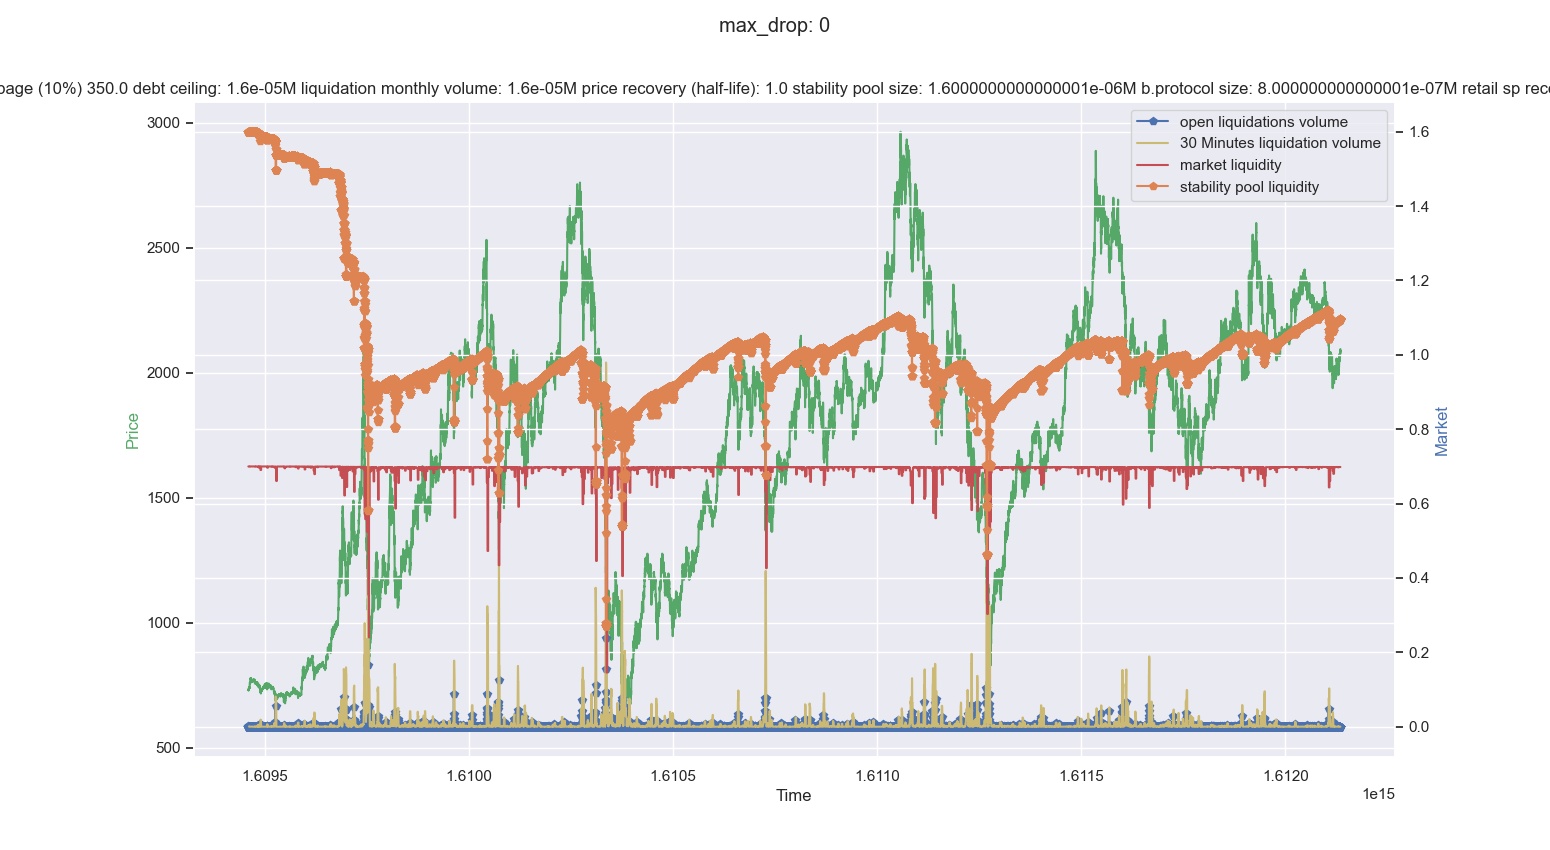 max_drop: 0
page (10%) 350.0 debt ceiling: 1.6e-05M liquidation monthly volume: 1.6e-05M price recovery (half-life): 1.0 stability pool size: 1.6000000000000001e-06M b.protocol size: 8.000000000000001e-07M retail sp
open liquidations volume
30 Minutes liquidation volume
market liquidity
stability pool liquidity
3000
2500
2000
1500
1000
500
Price
1.6
1.4
1.2
1.0
0.8
0.6
0.4
0.2
0.0
Market
1.6095
1.6100
1.6105
1.6110
1.6115
1.6120
Time
1e15